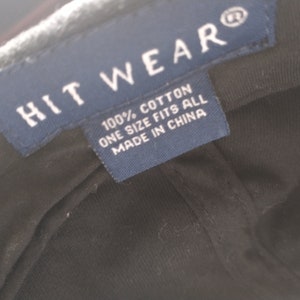 HIT WEAR®
100% COTTON
ONE SIZE FITS ALL
MADE IN CHINA